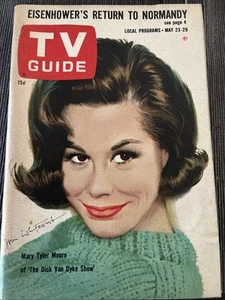 EISENHOWER'S RETURN TO NORMANDY
see page 6
LOCAL PROGRAMS • MAY 23-29
TV
GUIDE
15¢
Mary Tyler Moore
of 'The Dick Van Dyke Show'